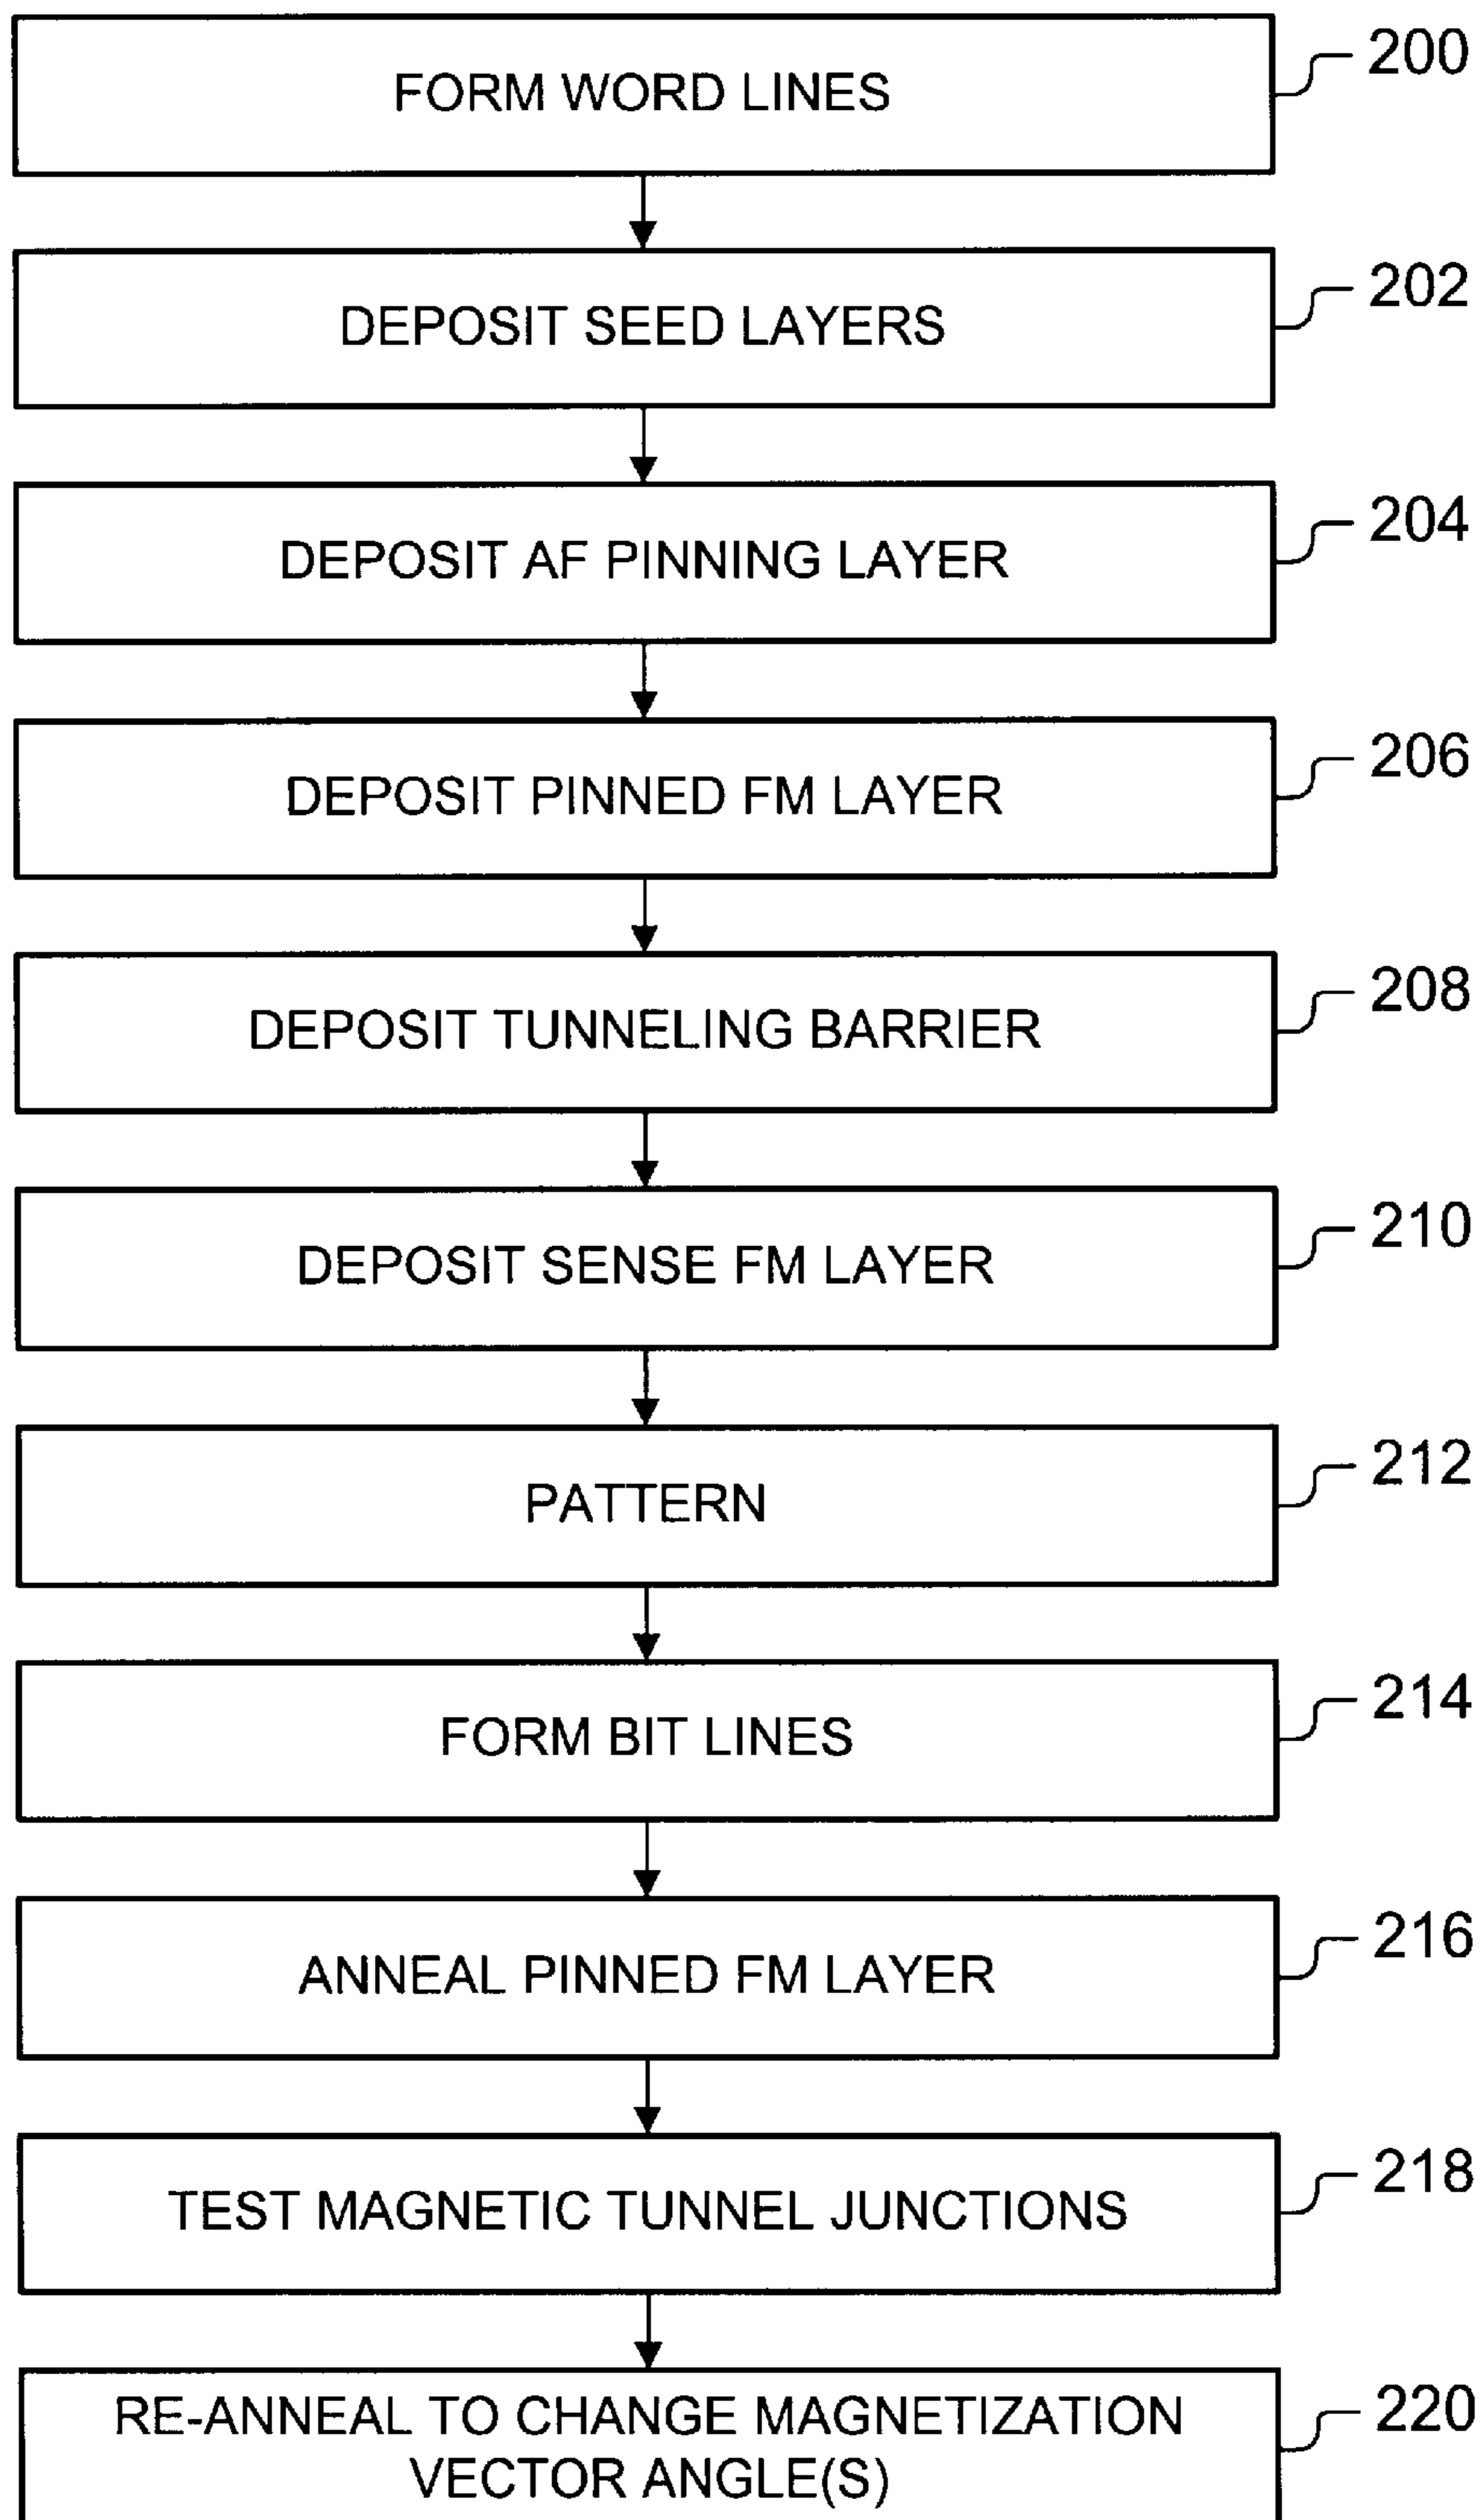 FORM WORD LINES
200
DEPOSIT SEED LAYERS
202
DEPOSIT AF PINNING LAYER
204
DEPOSIT PINNED FM LAYER
206
DEPOSIT TUNNELING BARRIER
208
DEPOSIT SENSE FM LAYER
210
PATTERN
212
FORM BIT LINES
214
ANNEAL PINNED FM LAYER
216
TEST MAGNETIC TUNNEL JUNCTIONS
218
RE-ANNEAL TO CHANGE MAGNETIZATION
VECTOR ANGLE(S)
220